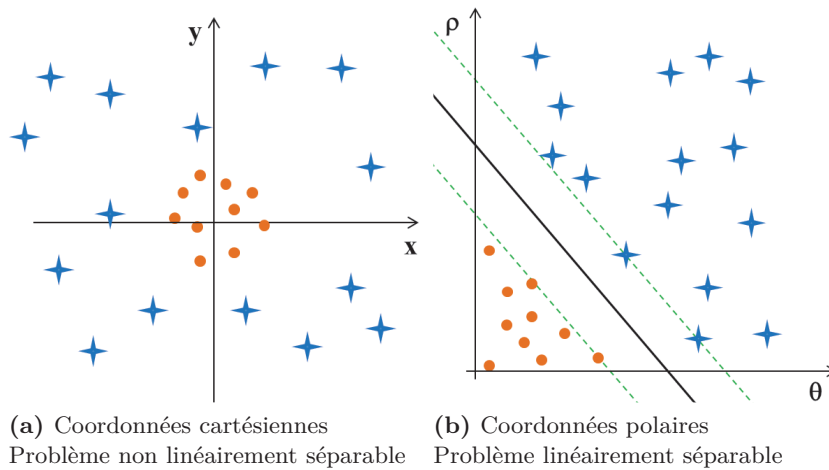 y
x
ρ
θ
(a) Coordonnées cartésiennes
Problème non linéairement séparable
(b) Coordonnées polaires
Problème linéairement séparable